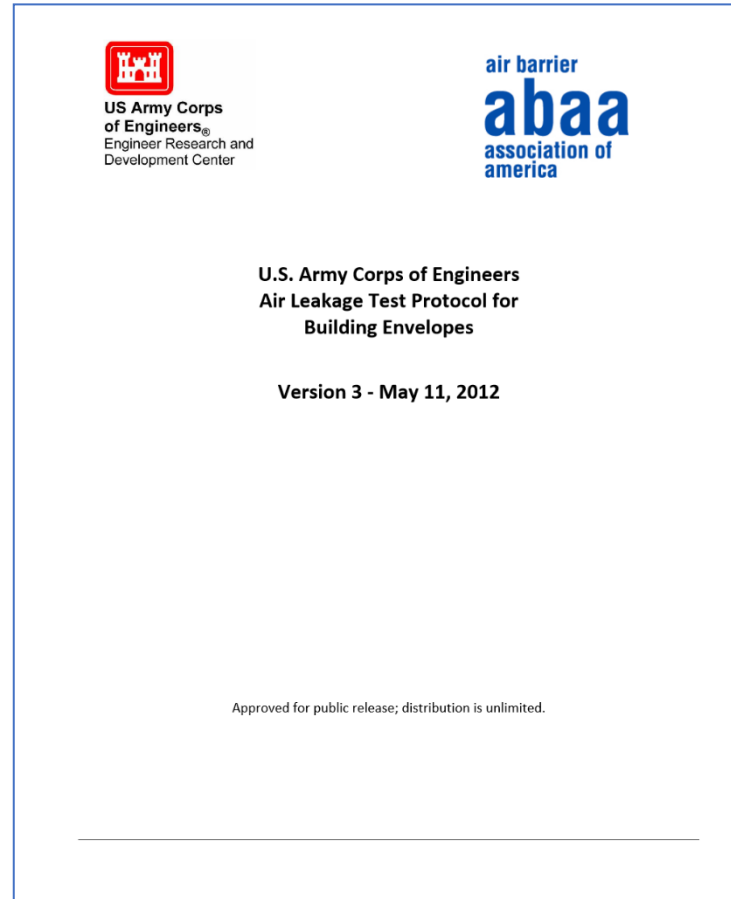 US Army Corps
of Engineers®
Engineer Research and
Development Center
air barrier
abaa
association of
america
U.S. Army Corps of Engineers
Air Leakage Test Protocol for
Building Envelopes
Version 3 - May 11, 2012
Approved for public release; distribution is unlimited.